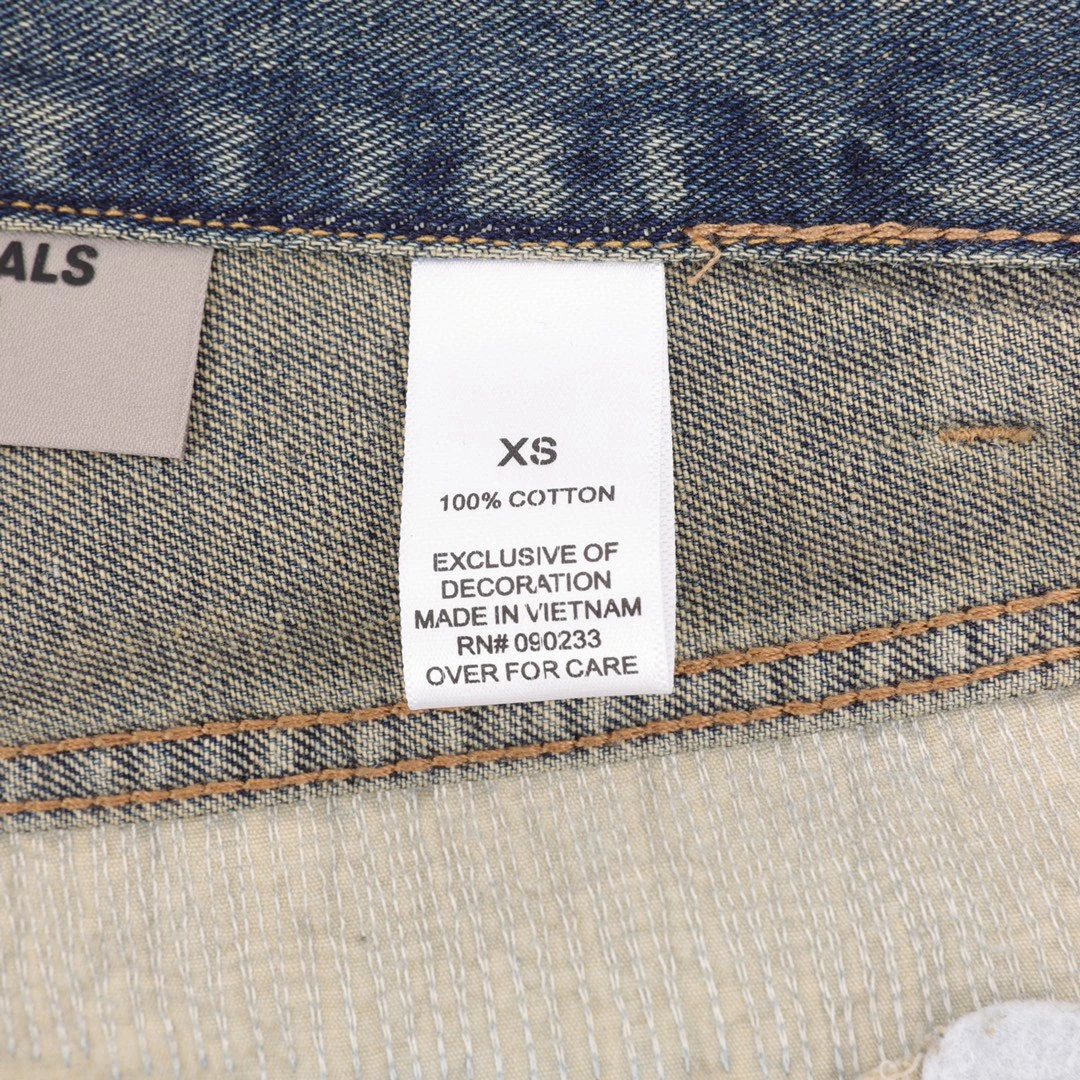 ALS
XS
100% COTTON
EXCLUSIVE OF
DECORATION
MADE IN VIETNAM
RN# 090233
OVER FOR CARE